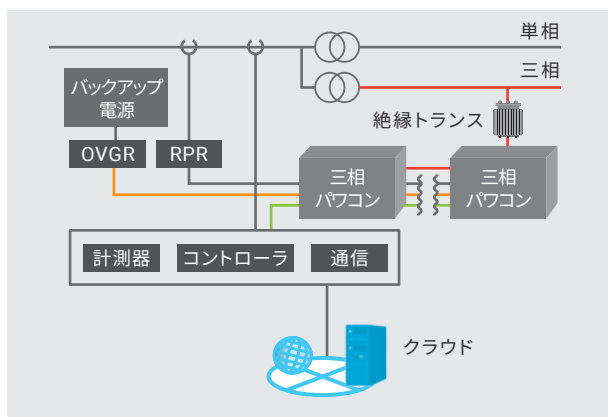 単相
三相
バックアップ
電源
絶縁トランス
OVGR
RPR
三相
パワコン
三相
パワコン
計測器
コントローラ
通信
クラウド